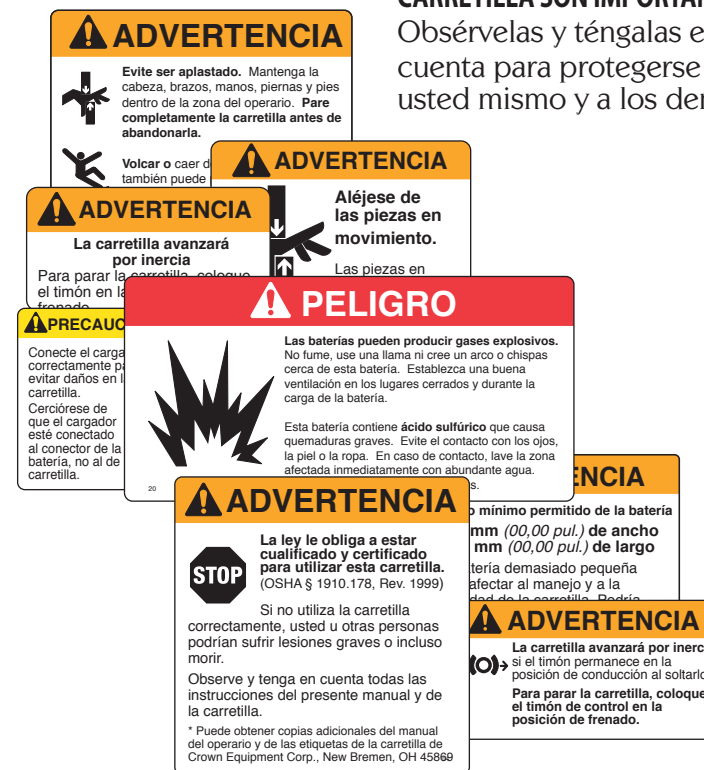 CARRETILLA SON IMPORTAN
Obsérvelas y téngalas e
cuenta para protegerse
usted mismo y a los de
ADVERTENCIA
Evite ser aplastado. Mantenga la
cabeza, brazos, manos, piernas y pies
dentro de la zona del operario. Pare
completamente la carretilla antes de
abandonarla.
Volcar o caer d
también puede
ADVERTENCIA
Aléjese de
las piezas en
movimiento.
Las piezas en
ADVERTENCIA
La carretilla avanzará
por inercia
Para parar la carretilla, coloque
el timón en la
frenado
PRECAUC
Conecte el carga
correctamente pa
evitar daños en l
carretilla.
Cerciórese de
que el cargador
esté conectado
al conector de la
batería, no al de
carretilla.
PELIGRO
Las baterías pueden producir gases explosivos.
No fume, use una llama ni cree un arco o chispas
cerca de esta batería. Establezca una buena
ventilación en los lugares cerrados y durante la
carga de la batería.
Esta batería contiene ácido sulfúrico que causa
quemaduras graves. Evite el contacto con los ojos,
la piel o la ropa. En caso de contacto, lave la zona
afectada inmediatamente con abundante agua.
s.
20
ADVERTENCIA
STOP
La ley le obliga a estar
cualificado y certificado
para utilizar esta carretilla.
(OSHA § 1910.178, Rev. 1999)
Si no utiliza la carretilla
correctamente, usted u otras personas
podrían sufrir lesiones graves o incluso
morir.
Observe y tenga en cuenta todas las
instrucciones del presente manual y de
la carretilla.
* Puede obtener copias adicionales del manual
del operario y de las etiquetas de la carretilla de
Crown Equipment Corp., New Bremen, OH 45869
ENCIA
o mínimo permitido de la batería
mm (00,00 pul.) de ancho
mm (00,00 pul.) de largo
tería demasiado pequeña
afectar al manejo y a la
dad de la carretilla. Podría
ADVERTENCIA
La carretilla avanzará por inerc
si el timón permanece en la
posición de conducción al soltarlo
Para parar la carretilla, coloque
el timón de control en la
posición de frenado.